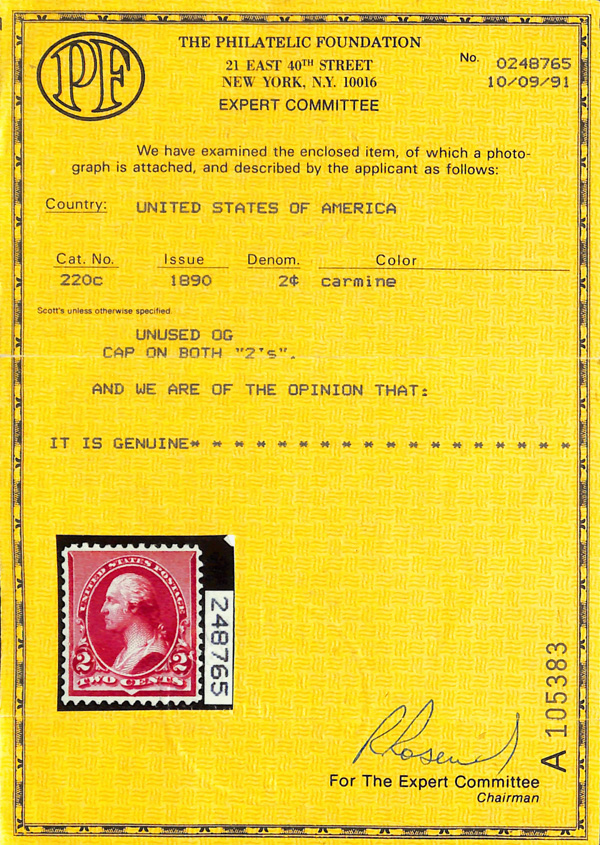 PF
THE PHILATELIC FOUNDATION
21 EAST 40TH STREET
NEW YORK, N.Y. 10016
EXPERT COMMITTEE
No. 0248765
10/09/91
We have examined the enclosed item, of which a photo-
graph is attached, and described by the applicant as follows:
Country: UNITED STATES OF AMERICA
Cat. No. Issue Denom. Color
220c 1890 2¢ carmine
Scott's unless otherwise specified.
UNUSED OG
CAP ON BOTH "2's".
AND WE ARE OF THE OPINION THAT:
IT IS GENUINE* * * * * * * * * * * * * * * * * *
UNITED STATES POSTAGE
2 2
TWO CENTS
248765
A 105383
For The Expert Committee
Chairman